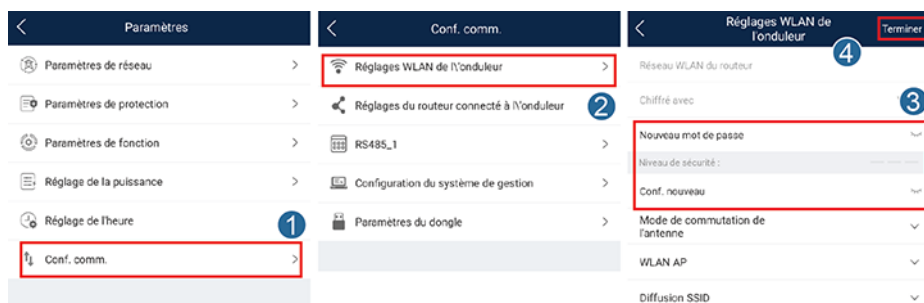 Paramètres
Paramètres de réseau
Paramètres de protection
Paramètres de fonction
Réglage de la puissance
Réglage de l'heure
1
Conf. comm.
Conf. comm.
Réglages WLAN de l\'onduleur
2
Réglages du routeur connecté à l\'onduleur
RS485_1
Configuration du système de gestion
Paramètres du dongle
Réglages WLAN de
l'onduleur
Terminer
4
Réseau WLAN du routeur
Chiffré avec
3
Nouveau mot de passe
Niveau de sécurité :
Conf. nouveau
Mode de commutation de
l'antenne
WLAN AP
Diffusion SSID